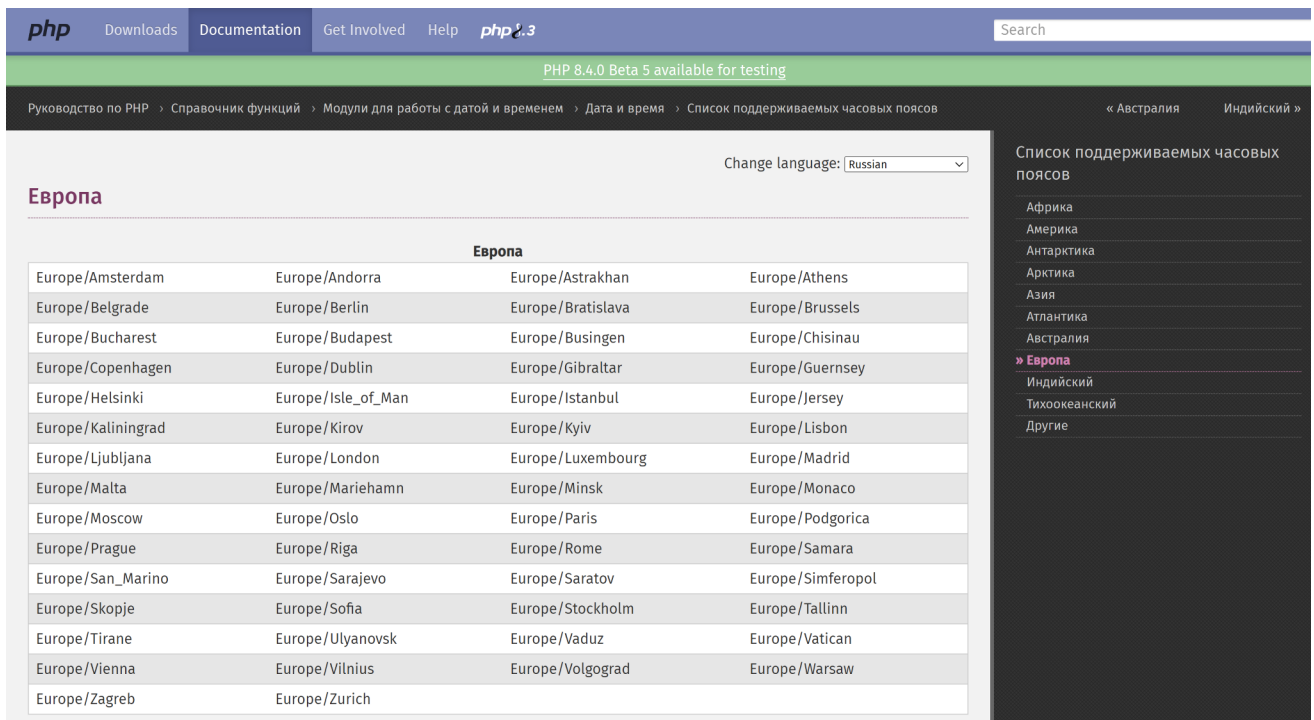 php Downloads Documentation Get Involved Help php8.3 Search
PHP 8.4.0 Beta 5 available for testing
Руководство по PHP › Справочник функций › Модули для работы с датой и временем › Дата и время › Список поддерживаемых часовых поясов « Австралия Индийский »
Change language: Russian
Европа
Европа
Europe/Amsterdam Europe/Andorra Europe/Astrakhan Europe/Athens
Europe/Belgrade Europe/Berlin Europe/Bratislava Europe/Brussels
Europe/Bucharest Europe/Budapest Europe/Busingen Europe/Chisinau
Europe/Copenhagen Europe/Dublin Europe/Gibraltar Europe/Guernsey
Europe/Helsinki Europe/Isle_of_Man Europe/Istanbul Europe/Jersey
Europe/Kaliningrad Europe/Kirov Europe/Kyiv Europe/Lisbon
Europe/Ljubljana Europe/London Europe/Luxembourg Europe/Madrid
Europe/Malta Europe/Mariehamn Europe/Minsk Europe/Monaco
Europe/Moscow Europe/Oslo Europe/Paris Europe/Podgorica
Europe/Prague Europe/Riga Europe/Rome Europe/Samara
Europe/San_Marino Europe/Sarajevo Europe/Saratov Europe/Simferopol
Europe/Skopje Europe/Sofia Europe/Stockholm Europe/Tallinn
Europe/Tirane Europe/Ulyanovsk Europe/Vaduz Europe/Vatican
Europe/Vienna Europe/Vilnius Europe/Volgograd Europe/Warsaw
Europe/Zagreb Europe/Zurich
Список поддерживаемых часовых
поясов
Африка
Америка
Антарктика
Арктика
Азия
Атлантика
Австралия
» Европа
Индийский
Тихоокеанский
Другие